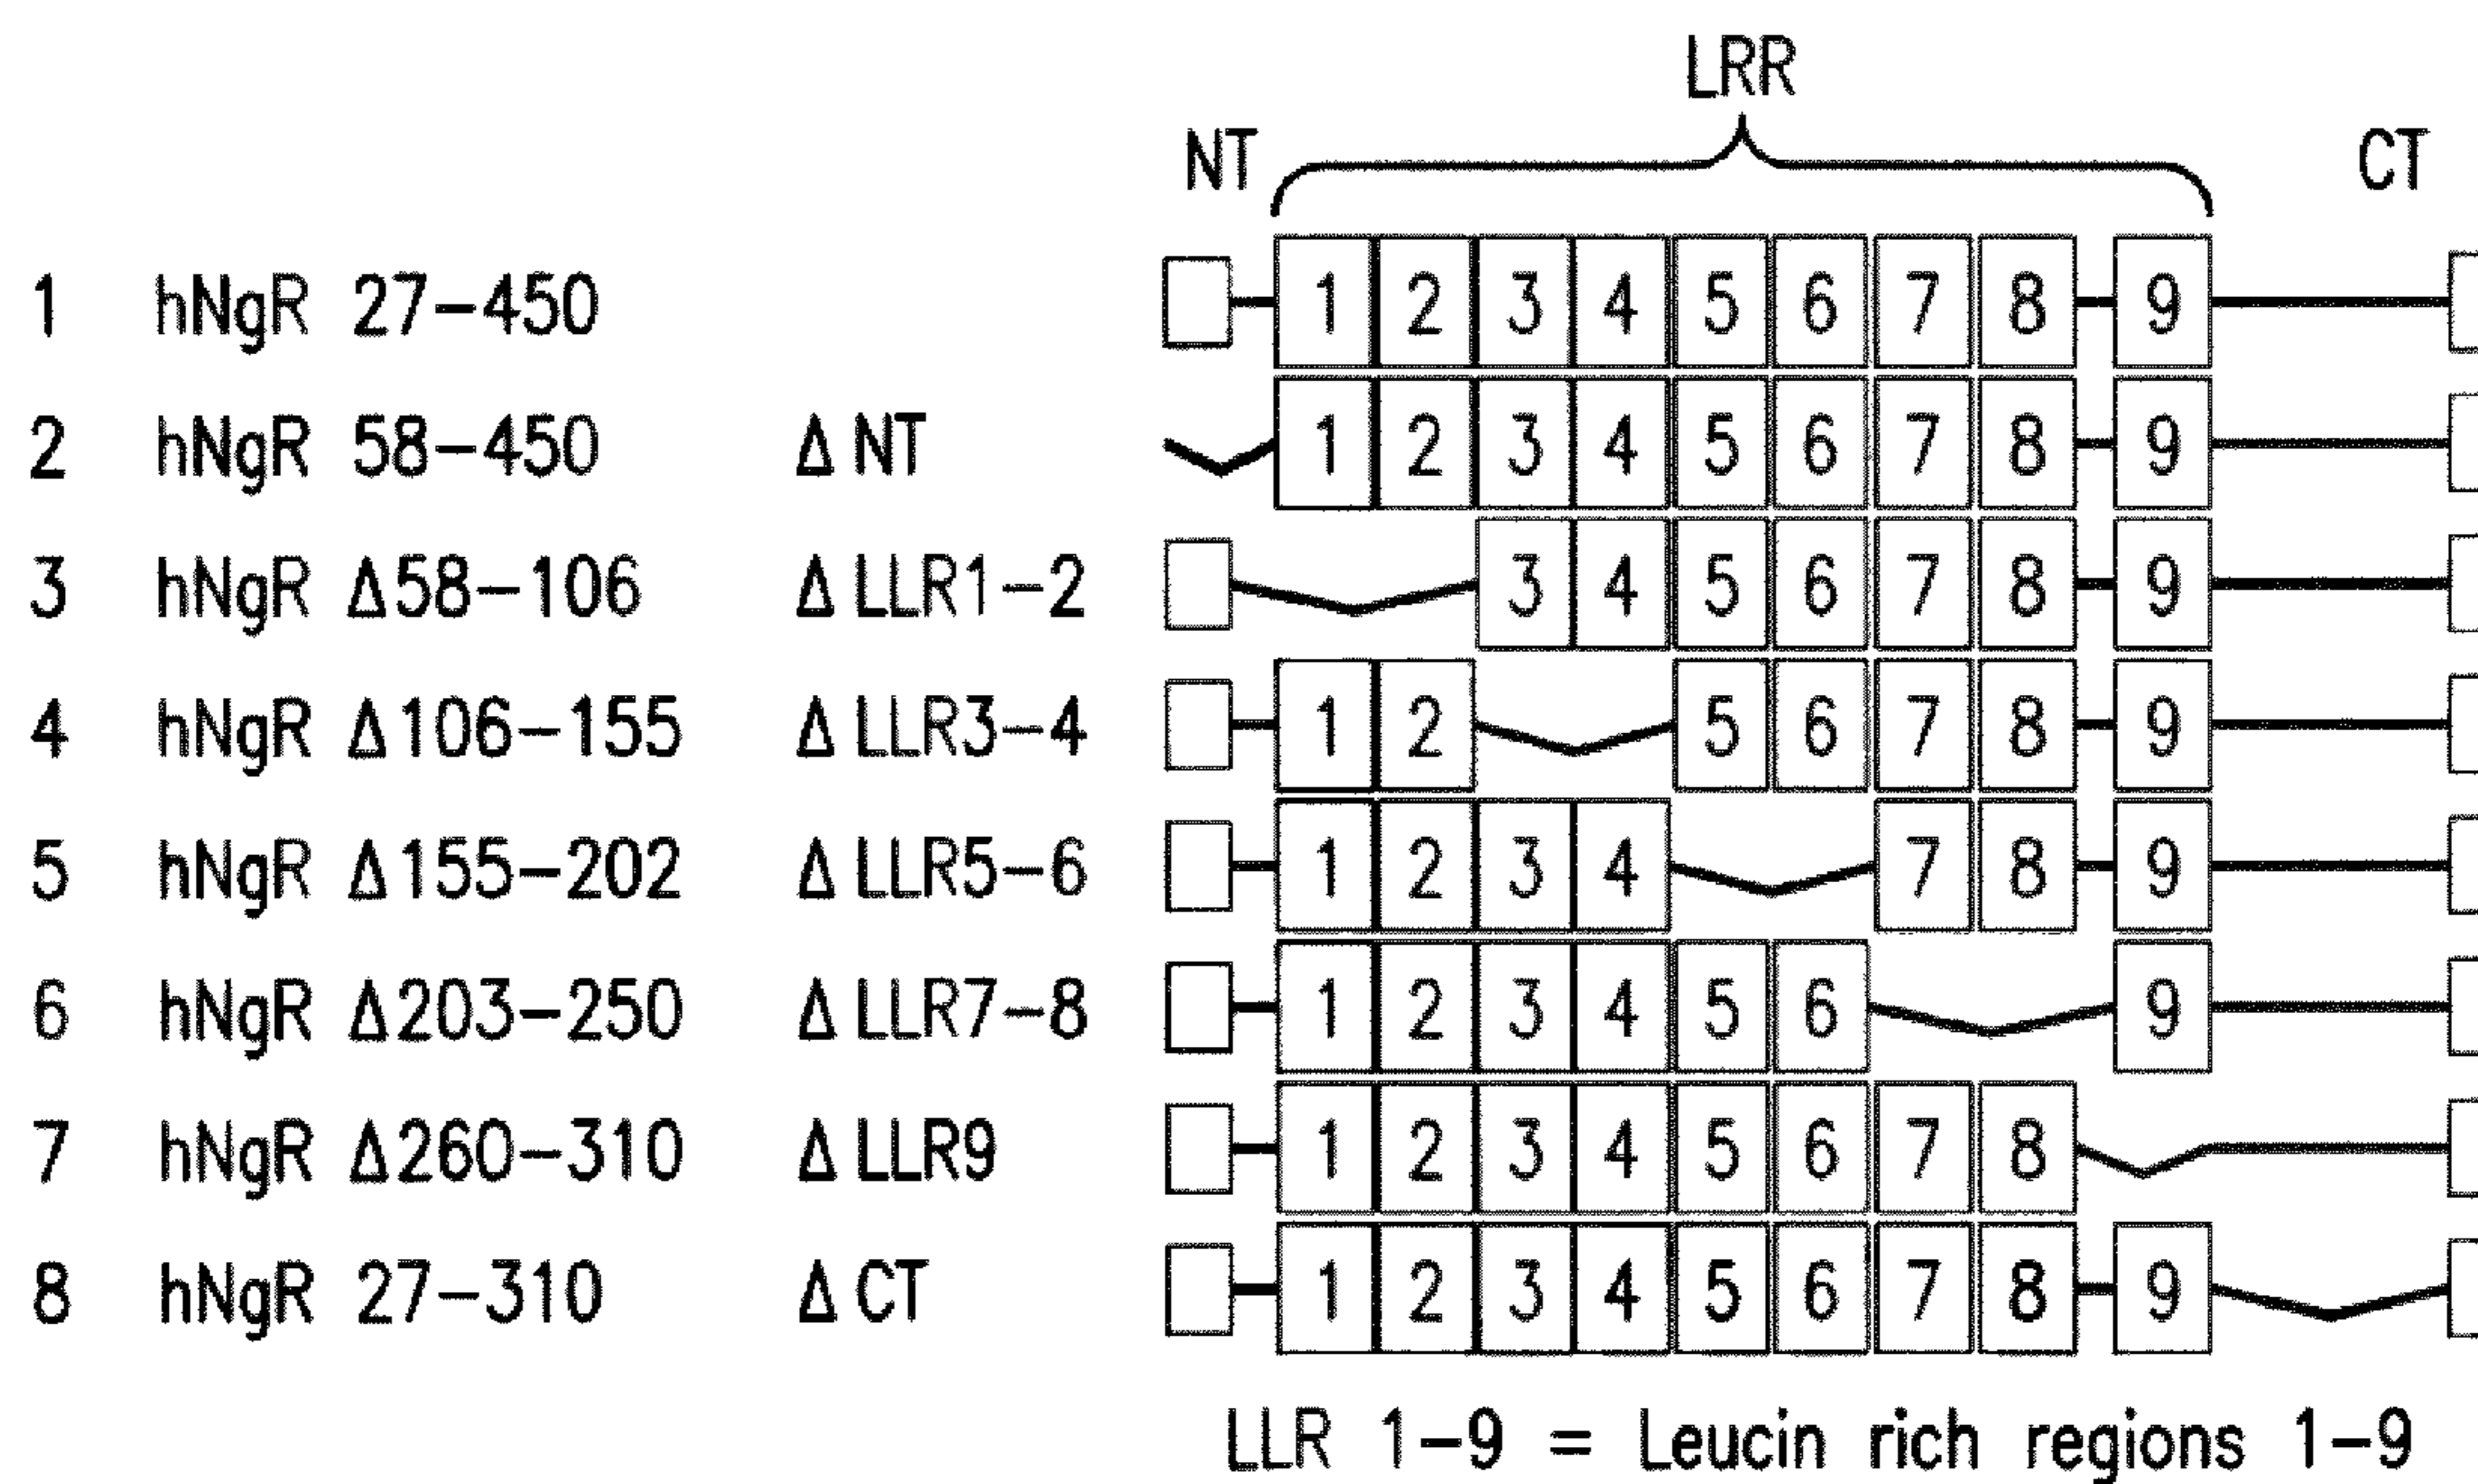 LRR
NT CT
1 hNgR 27-450 1 2 3 4 5 6 7 8 9
2 hNgR 58-450 Δ NT 1 2 3 4 5 6 7 8 9
3 hNgR Δ58-106 Δ LLR1-2 3 4 5 6 7 8 9
4 hNgR Δ106-155 Δ LLR3-4 1 2 5 6 7 8 9
5 hNgR Δ155-202 Δ LLR5-6 1 2 3 4 7 8 9
6 hNgR Δ203-250 Δ LLR7-8 1 2 3 4 5 6 9
7 hNgR Δ260-310 Δ LLR9 1 2 3 4 5 6 7 8
8 hNgR 27-310 Δ CT 1 2 3 4 5 6 7 8 9
LLR 1-9 = Leucin rich regions 1-9